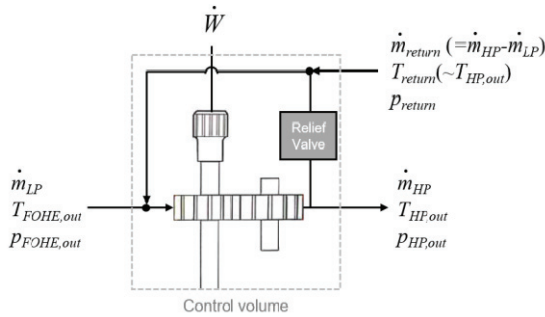 Ẇ
ṁreturn (=ṁHP-ṁLP)
Treturn(~THP,out)
preturn
Relief
Valve
ṁLP
TFOHE,out
pFOHE,out
ṁHP
THP,out
pHP,out
Control volume